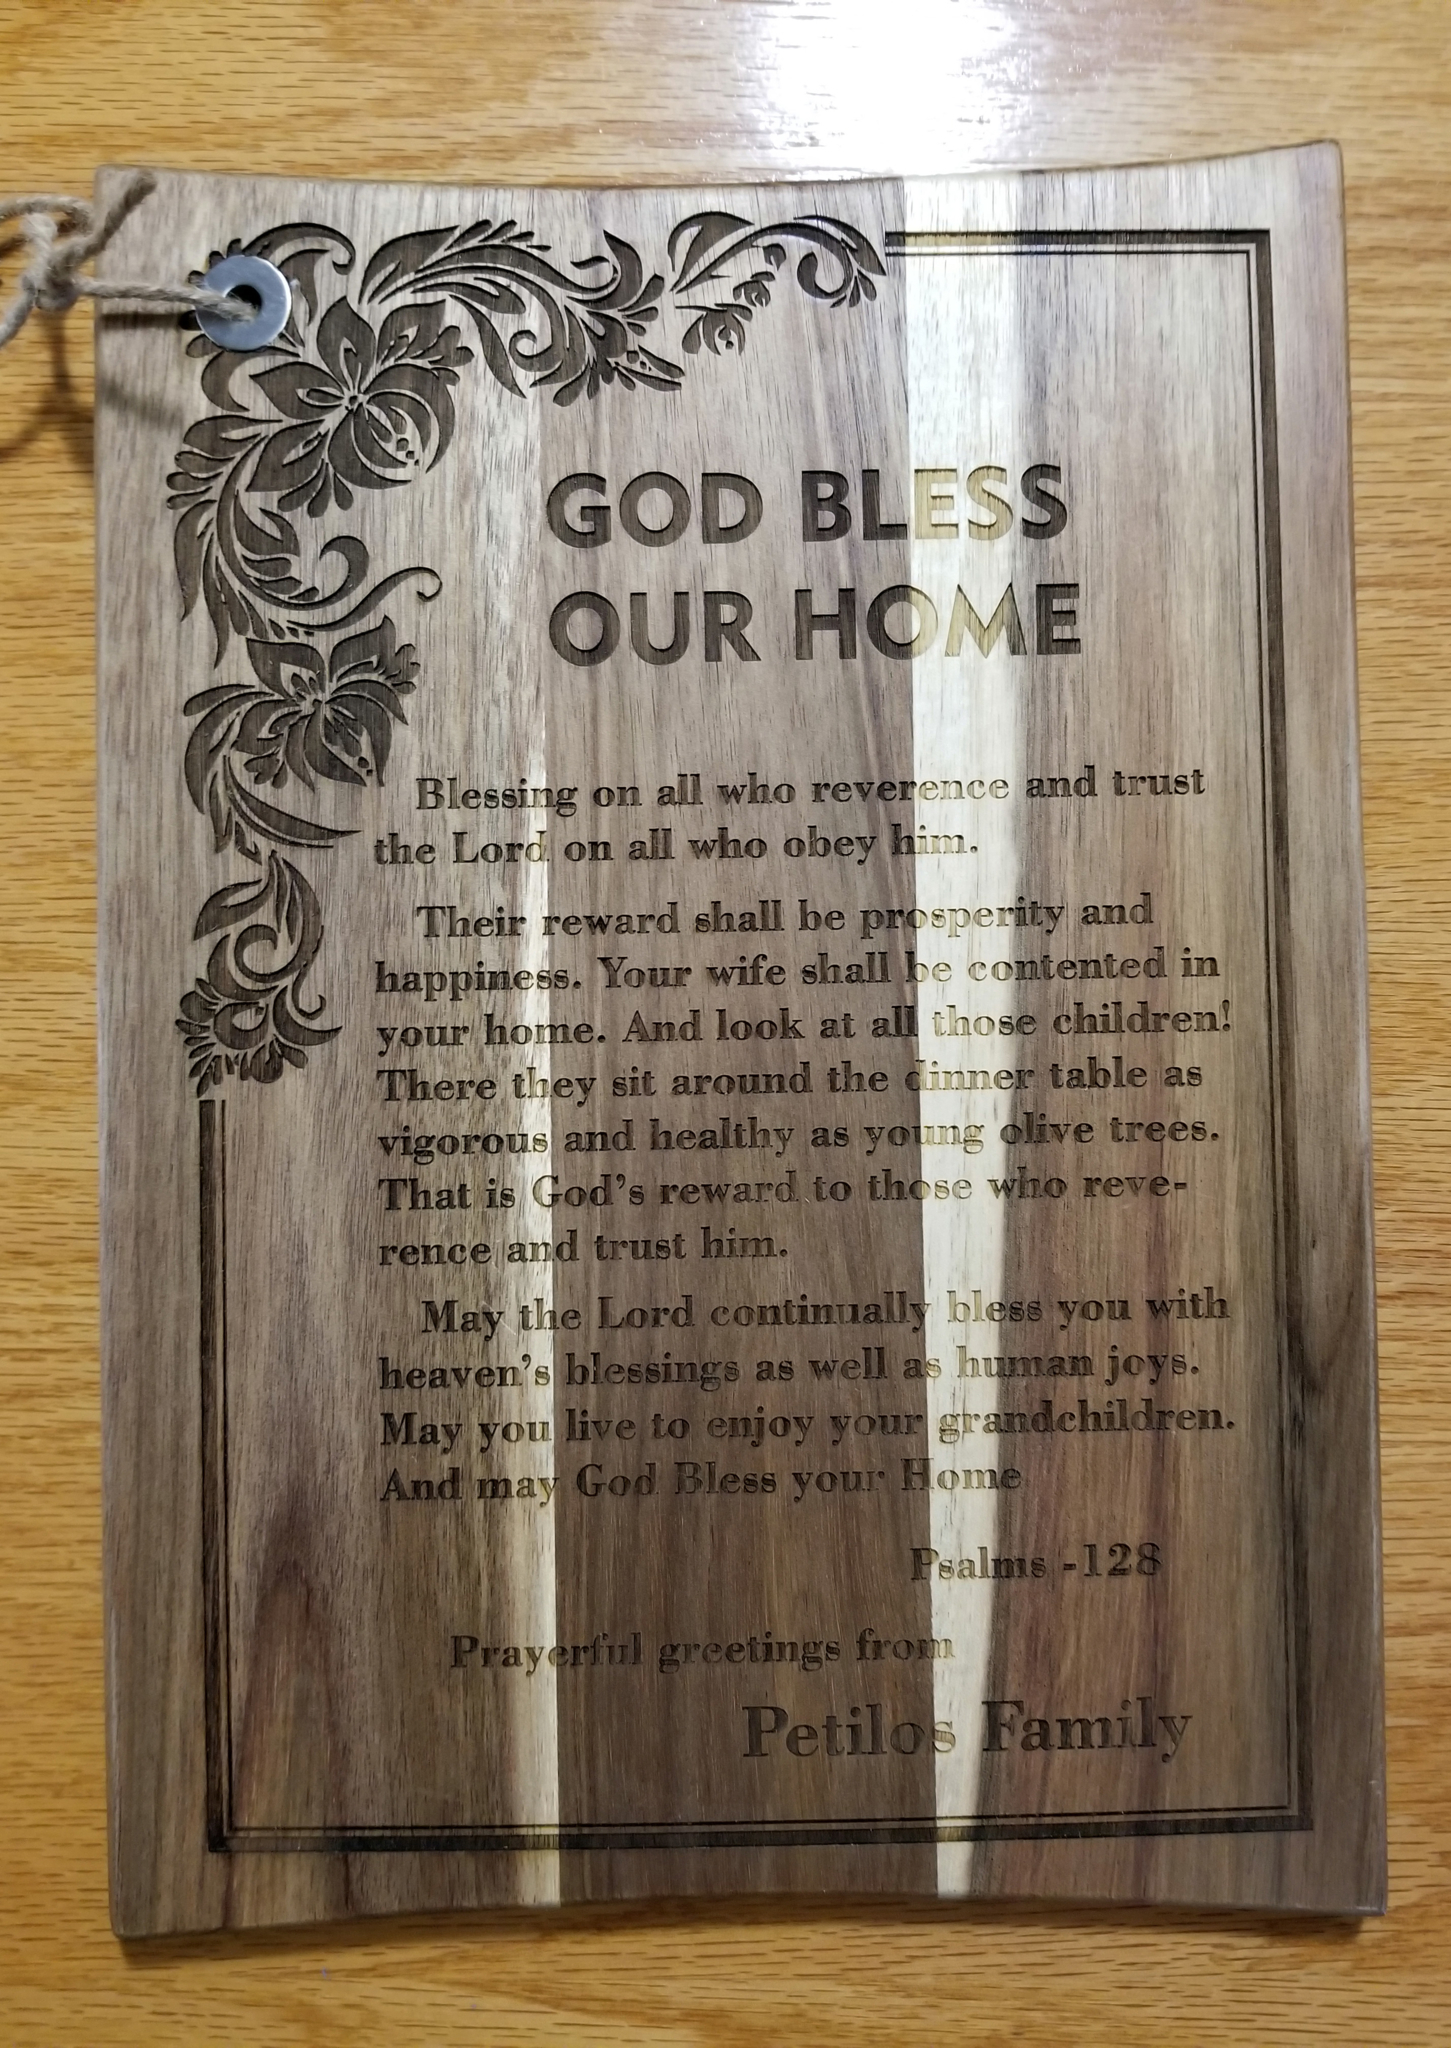 GOD BLESS
OUR HOME
Blessing on all who reverence and trust
the Lord on all who obey him.
Their reward shall be prosperity and
happiness. Your wife shall be contented in
your home. And look at all those children!
There they sit around the dinner table as
vigorous and healthy as young olive trees.
That is God's reward to those who reve-
rence and trust him.
May the Lord continually bless you with
heaven's blessings as well as human joys.
May you live to enjoy your grandchildren.
And may God Bless your Home
Psalms -128
Prayerful greetings from
Petilos Family